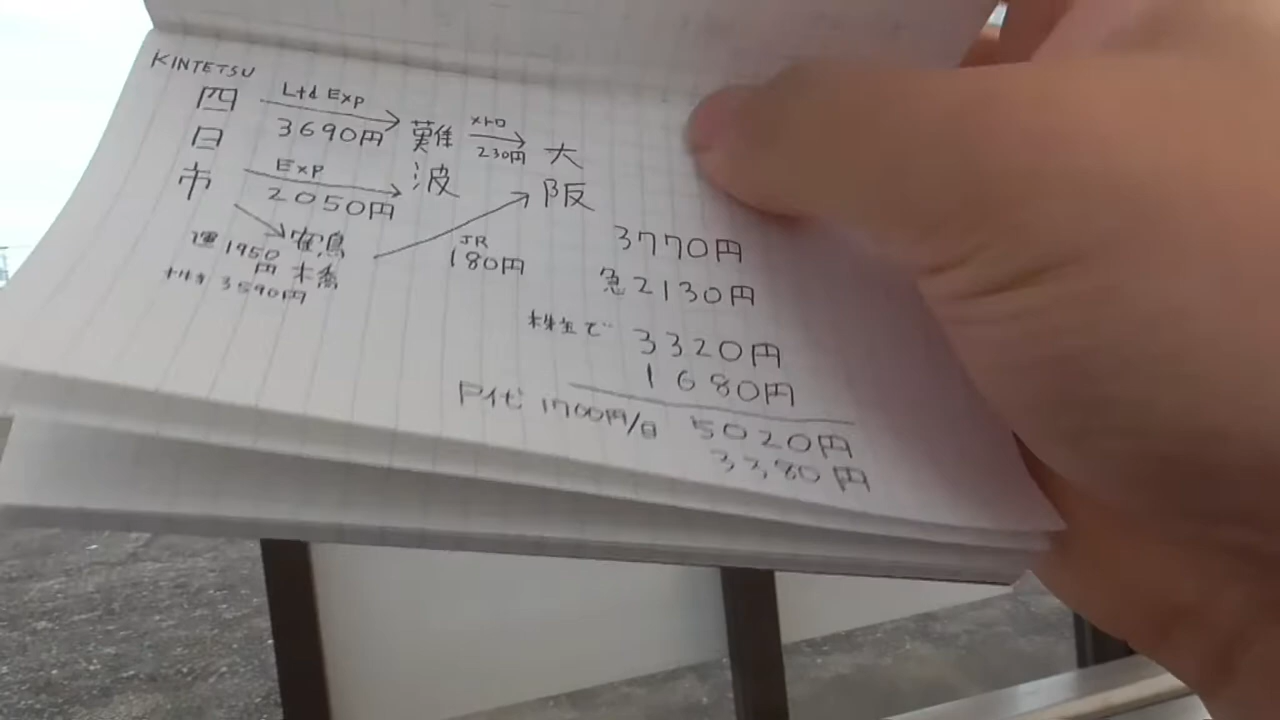 KINTETSU
四日市
Ltd Exp
3690円
難波
メトロ
230円
大阪
Exp
2050円
鶴橋
運1950円
特 3590円
JR
180円
3770円
急2130円
株主で
3320円
1680円
P代 1700円/日
5020円
3380円